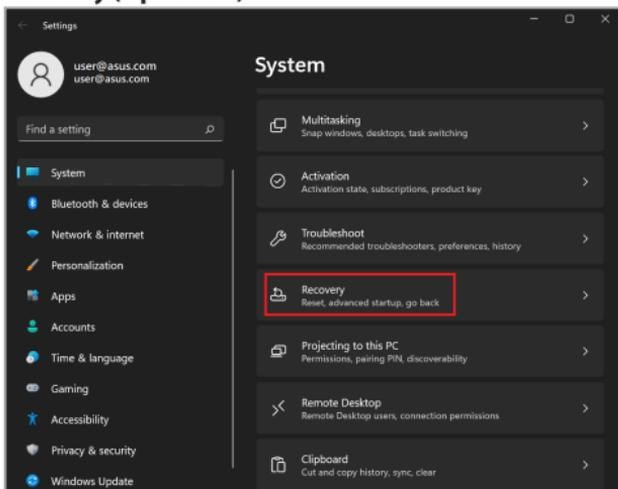 Settings
user@asus.com
user@asus.com
Find a setting
System
Bluetooth & devices
Network & internet
Personalization
Apps
Accounts
Time & language
Gaming
Accessibility
Privacy & security
Windows Update
System
Multitasking
Snap windows, desktops, task switching
Activation
Activation state, subscriptions, product key
Troubleshoot
Recommended troubleshooters, preferences, history
Recovery
Reset, advanced startup, go back
Projecting to this PC
Permissions, pairing PIN, discoverability
Remote Desktop
Remote Desktop users, connection permissions
Clipboard
Cut and copy history, sync, clear